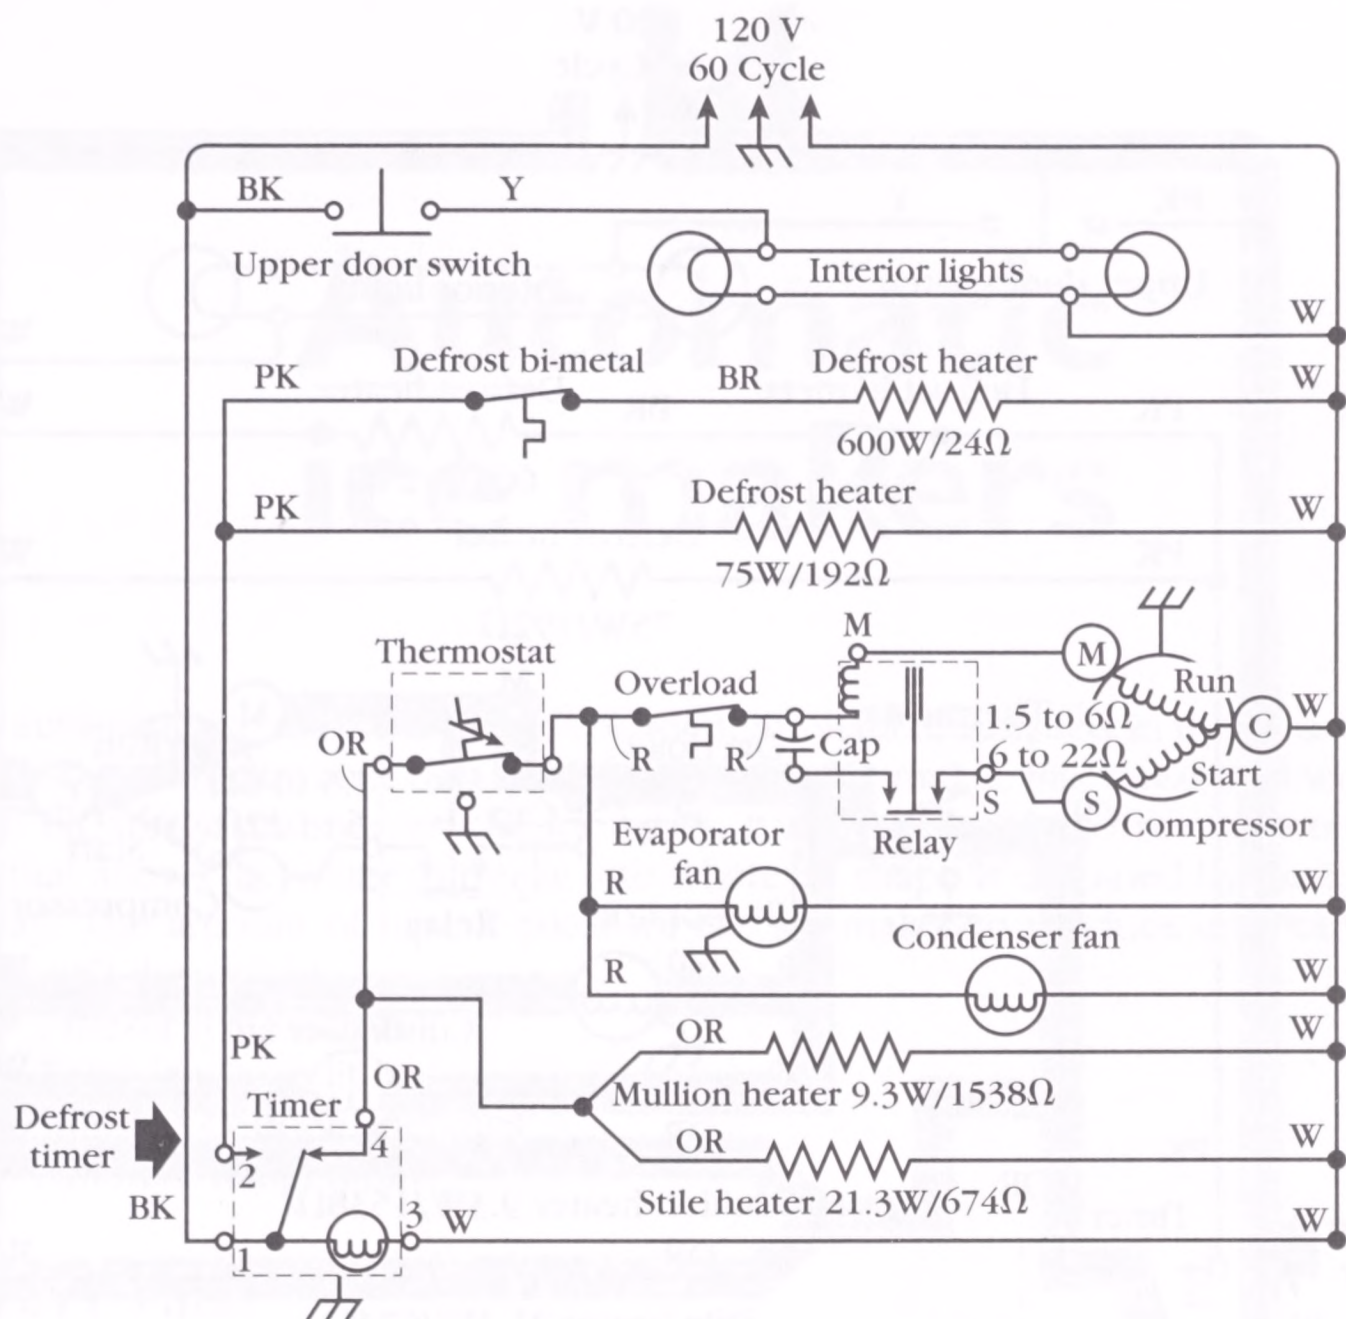 120 V
60 Cycle
BK
Y
Upper door switch
Interior lights
W
PK
Defrost bi-metal
BR
Defrost heater
W
600W/24Ω
PK
Defrost heater
W
75W/192Ω
M
Thermostat
M
Overload
Run
W
OR
1.5 to 6Ω
C
R
R
Cap
6 to 22Ω
Start
S
S
Compressor
Evaporator
fan
Relay
R
W
Condenser fan
R
W
OR
W
PK
OR
Mullion heater 9.3W/1538Ω
Timer
Defrost
timer
4
OR
W
2
Stile heater 21.3W/674Ω
BK
3
W
W
1